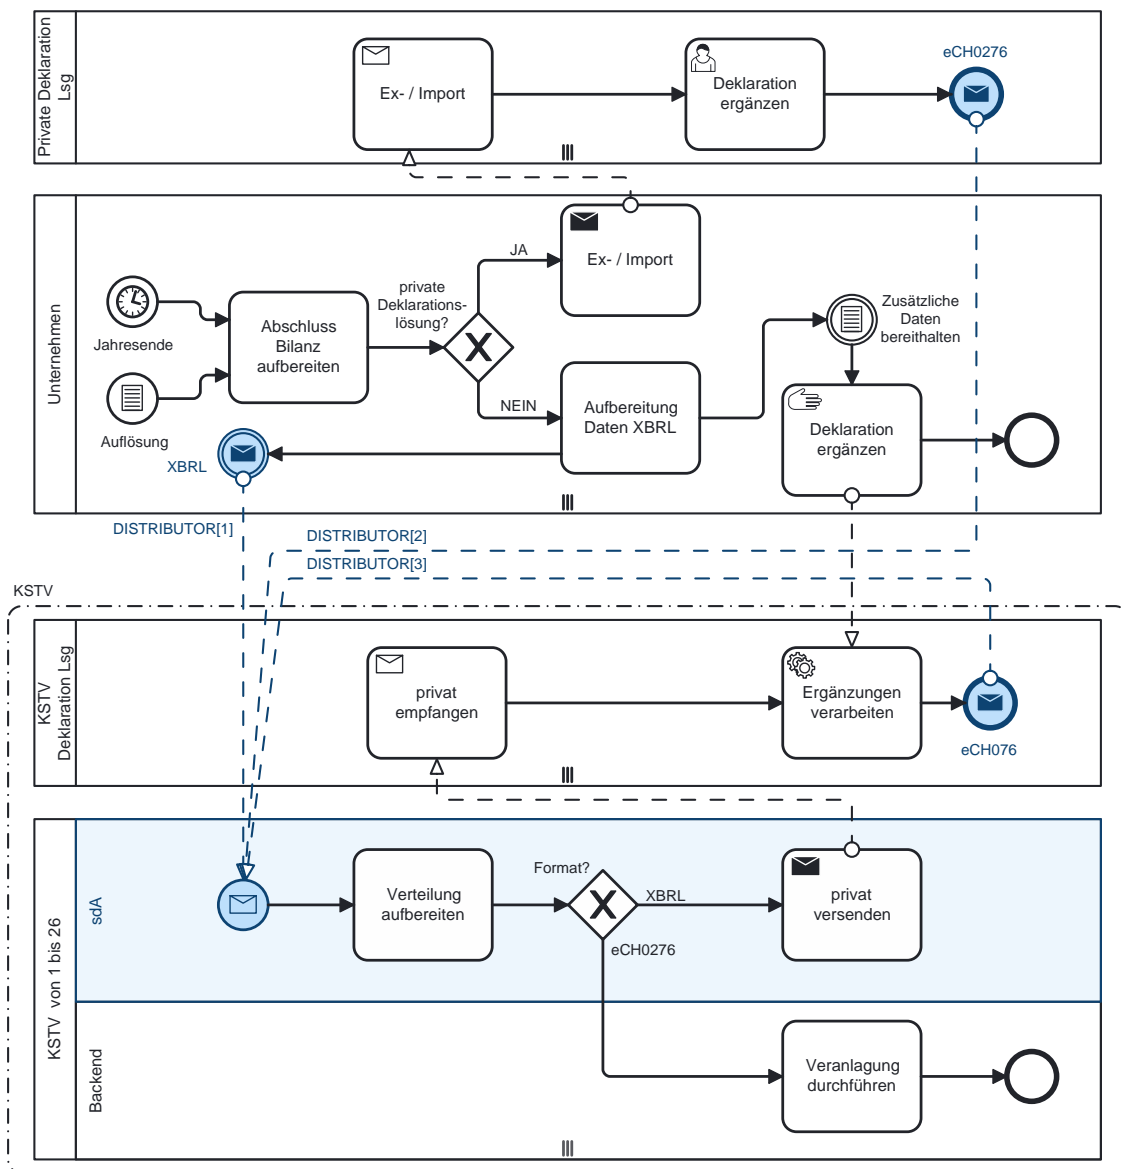 Private Deklaration
Lsg
Ex- / Import
Deklaration
ergänzen
eCH0276
Unternehmen
Jahresende
Auflösung
Abschluss
Bilanz
aufbereiten
private
Deklarations-
lösung?
JA
NEIN
Ex- / Import
Aufbereitung
Daten XBRL
Zusätzliche
Daten
bereithalten
Deklaration
ergänzen
XBRL
DISTRIBUTOR[1]
DISTRIBUTOR[2]
DISTRIBUTOR[3]
KSTV
KSTV
Deklaration Lsg
privat
empfangen
Ergänzungen
verarbeiten
eCH076
KSTV von 1 bis 26
sdA
Verteilung
aufbereiten
Format?
XBRL
eCH0276
privat
versenden
Backend
Veranlagung
durchführen